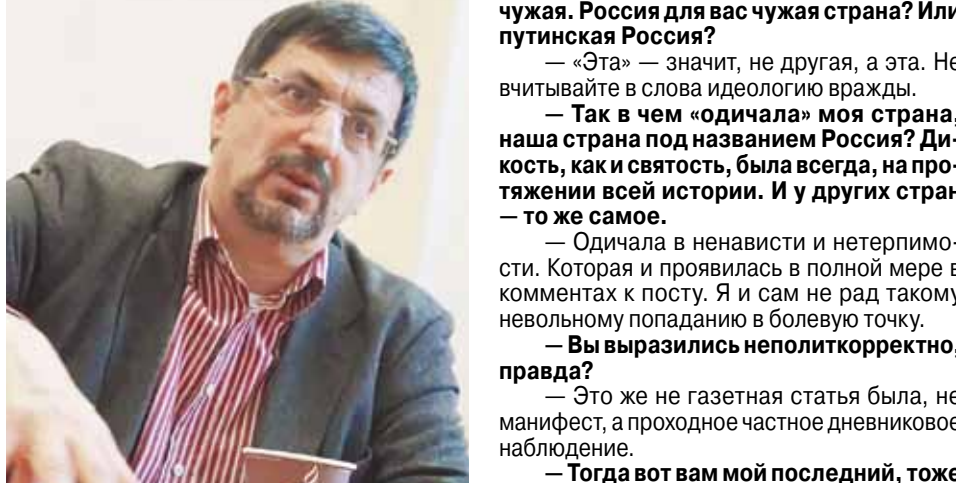 чужая. Россия для вас чужая страна? Или
путинская Россия?
— «Эта» — значит, не другая, а эта. Не
вчитывайте в слова идеологию вражды.
— Так в чем «одичала» моя страна,
наша страна под названием Россия? Ди-
кость, как и святость, была всегда, на про-
тяжении всей истории. И у других стран
— то же самое.
— Одичала в ненависти и нетерпимо-
сти. Которая и проявилась в полной мере в
комментах к посту. Я и сам не рад такому
невольному попаданию в болевую точку.
— Вы выразились неполиткорректно,
правда?
— Это же не газетная статья была, не
манифест, а проходное частное дневниковое
наблюдение.
— Тогда вот вам мой последний, тоже